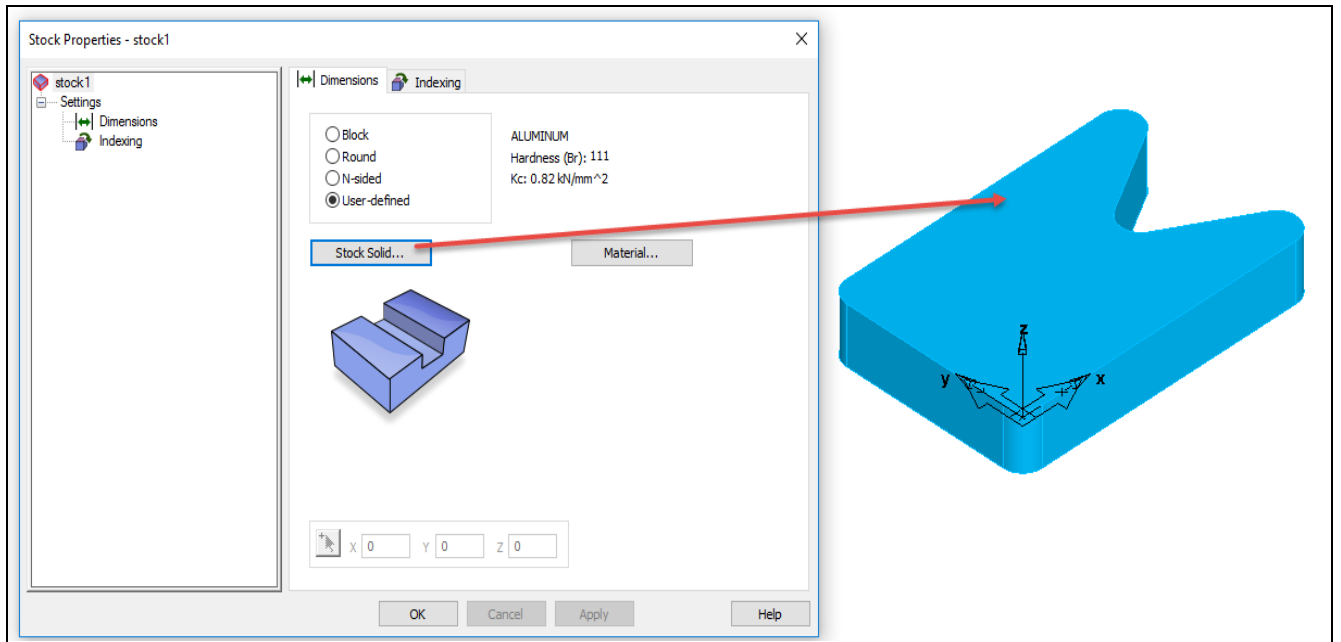 Stock Properties - stock1
stock1
Settings
Dimensions
Indexing
Dimensions Indexing
Block
Round
N-sided
User-defined
ALUMINUM
Hardness (Br): 111
Kc: 0.82 kN/mm^2
Stock Solid... Material...
X 0 Y 0 Z 0
OK Cancel Apply Help
z
y x